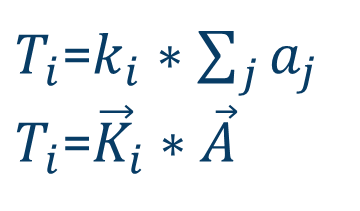 T_i=k_i * ∑_j a_j
T_i=K⃗_i * A⃗